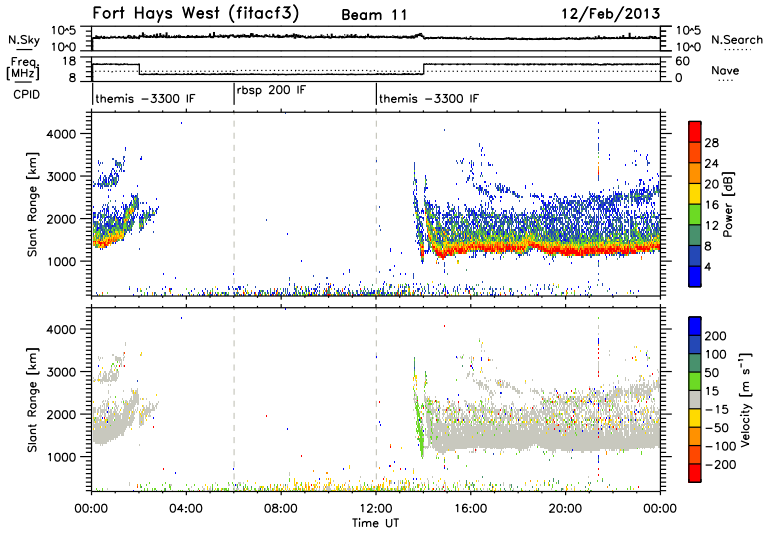 Fort Hays West (fitacf3) Beam 11 12/Feb/2013
N.Sky 10^5 10^0 10^5 10^0 N.Search
Freq. [MHz] 18 8 60 0 Nave
CPID themis -3300 IF rbsp 200 IF themis -3300 IF
Slant Range [km]
4000
3000
2000
1000
28
24
20
16
12
8
4
Power [dB]
Slant Range [km]
4000
3000
2000
1000
200
100
50
15
-15
-50
-100
-200
Velocity [m s⁻¹]
00:00 04:00 08:00 12:00 16:00 20:00 00:00
Time UT